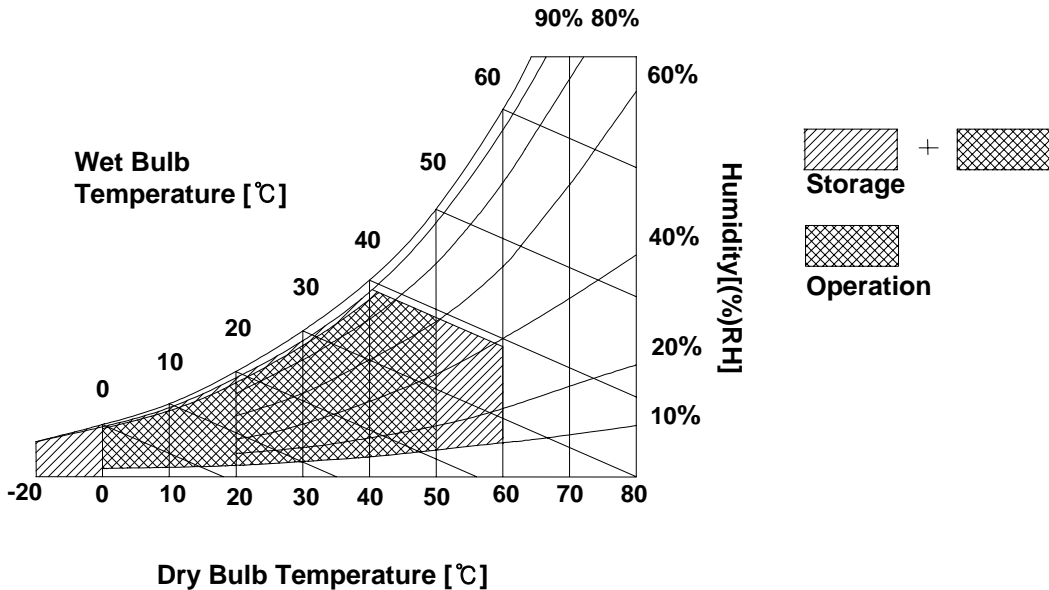 90% 80%
60
60%
50
Wet Bulb
Temperature [℃]
Storage
+
40
40%
30
Humidity[(%)RH]
Operation
20
20%
10
0
10%
-20 0 10 20 30 40 50 60 70 80
Dry Bulb Temperature [℃]